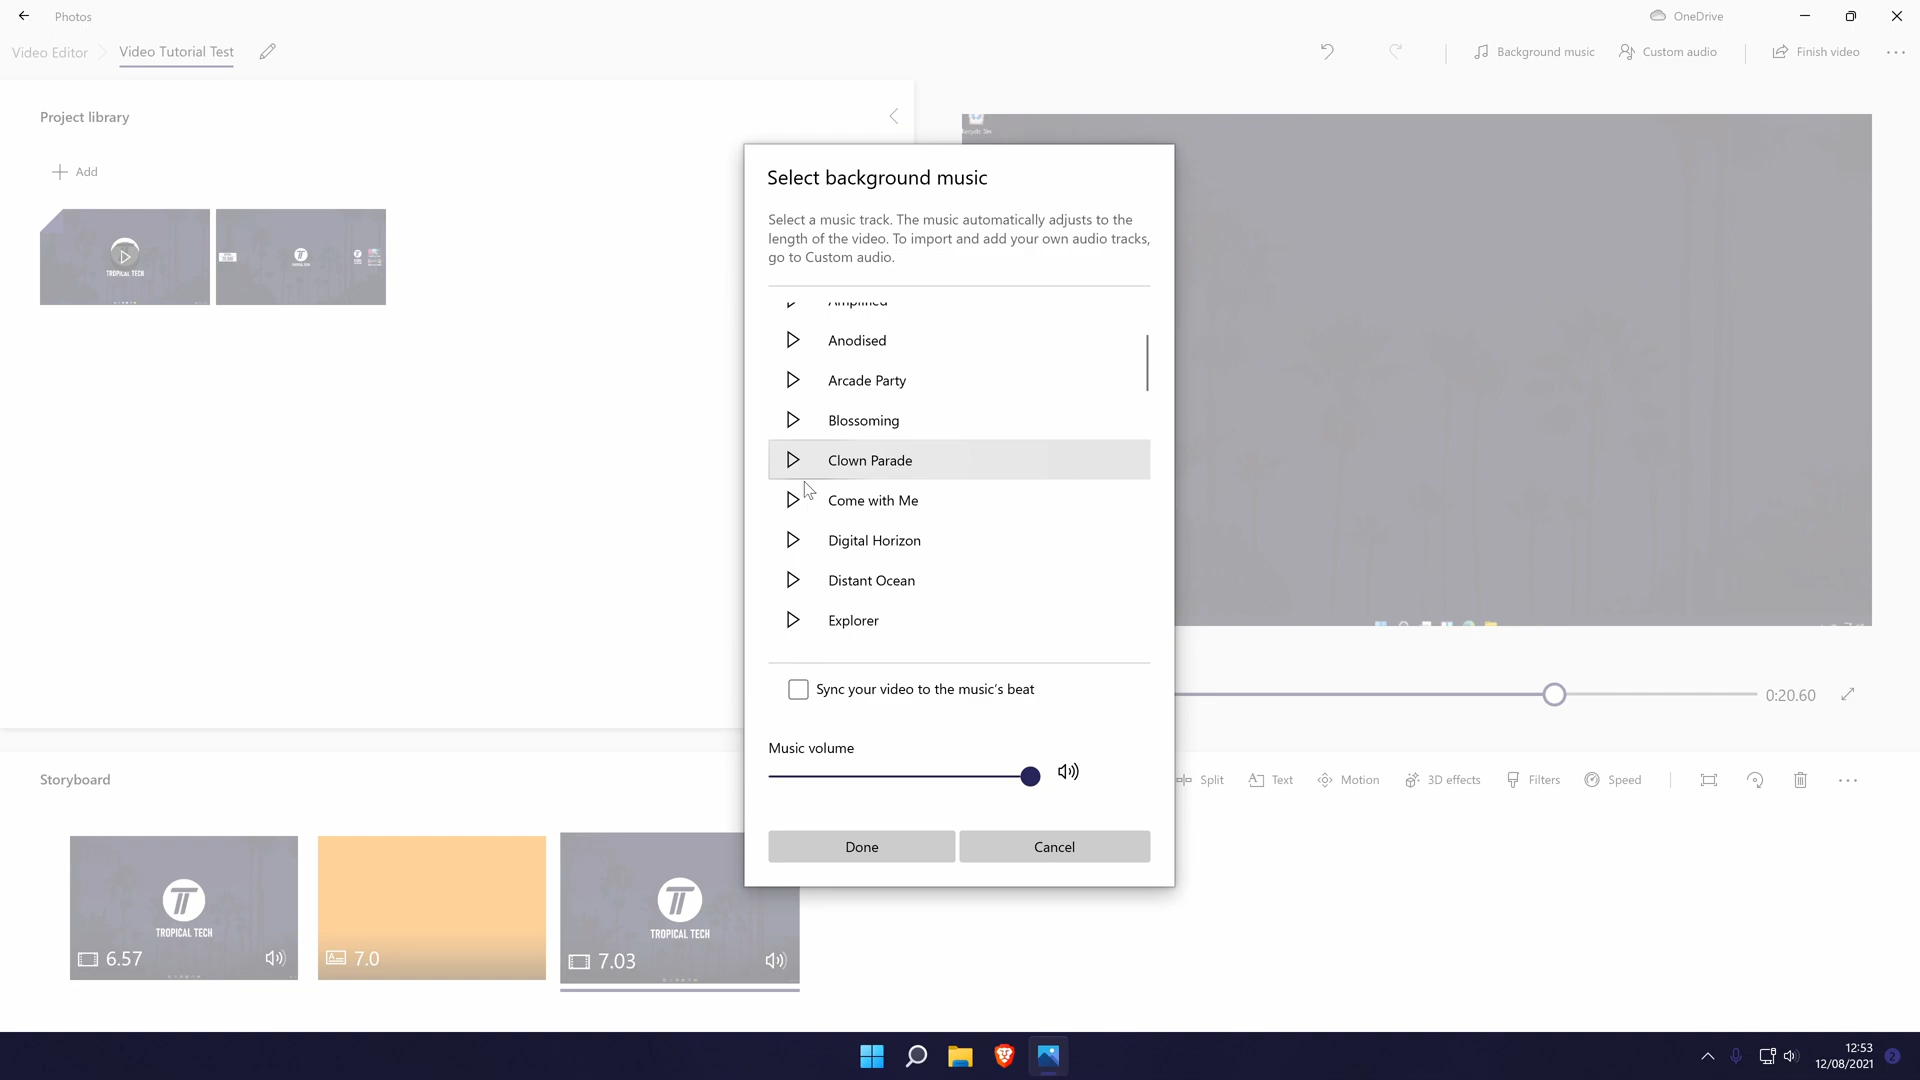 Photos
OneDrive
Video Editor
Video Tutorial Test
Background music
Custom audio
Finish video
Project library
Add
TROPICAL TECH
Select background music
Select a music track. The music automatically adjusts to the
length of the video. To import and add your own audio tracks,
go to Custom audio.
Amplified
Anodised
Arcade Party
Blossoming
Clown Parade
Come with Me
Digital Horizon
Distant Ocean
Explorer
Sync your video to the music's beat
0:20.60
Music volume
Done
Cancel
Storyboard
Split
Text
Motion
3D effects
Filters
Speed
TROPICAL TECH
6.57
7.0
TROPICAL TECH
7.03
12:53
12/08/2021
2